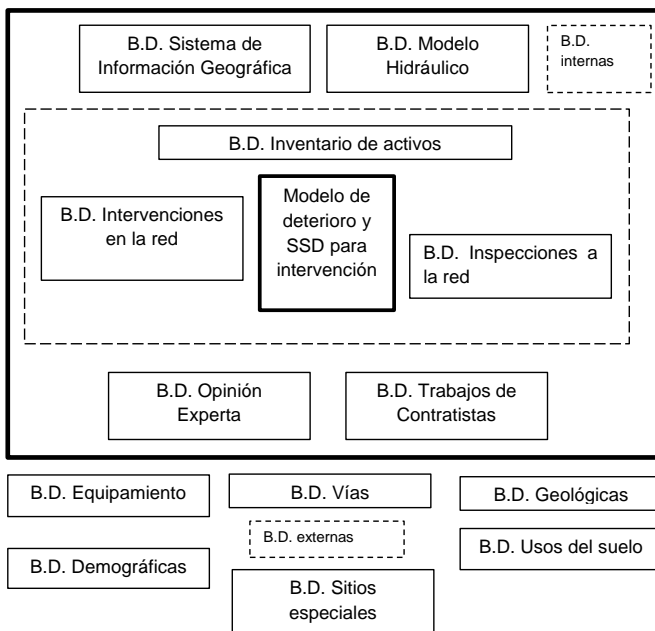 B.D. Sistema de
Información Geográfica
B.D. Modelo
Hidráulico
B.D.
internas
B.D. Inventario de activos
B.D. Intervenciones
en la red
Modelo de
deterioro y
SSD para
intervención
B.D. Inspecciones a
la red
B.D. Opinión
Experta
B.D. Trabajos de
Contratistas
B.D. Equipamiento
B.D. Vías
B.D. Geológicas
B.D. externas
B.D. Usos del suelo
B.D. Demográficas
B.D. Sitios
especiales